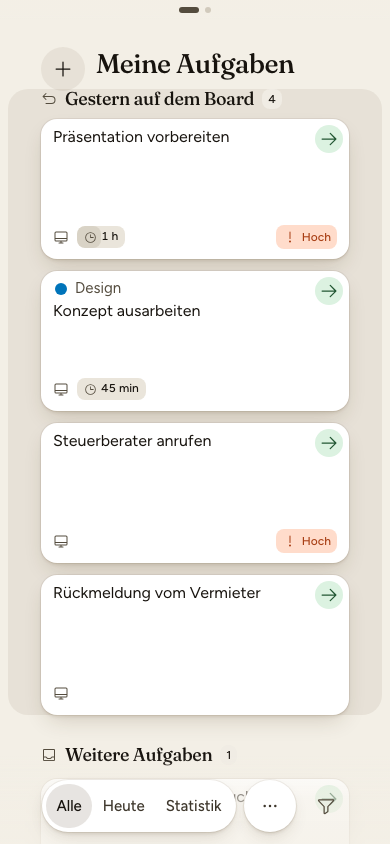 Meine Aufgaben
Gestern auf dem Board 4
Präsentation vorbereiten
1 h
! Hoch
Design
Konzept ausarbeiten
45 min
Steuerberater anrufen
! Hoch
Rückmeldung vom Vermieter
Weitere Aufgaben 1
Alle
Heute
Statistik